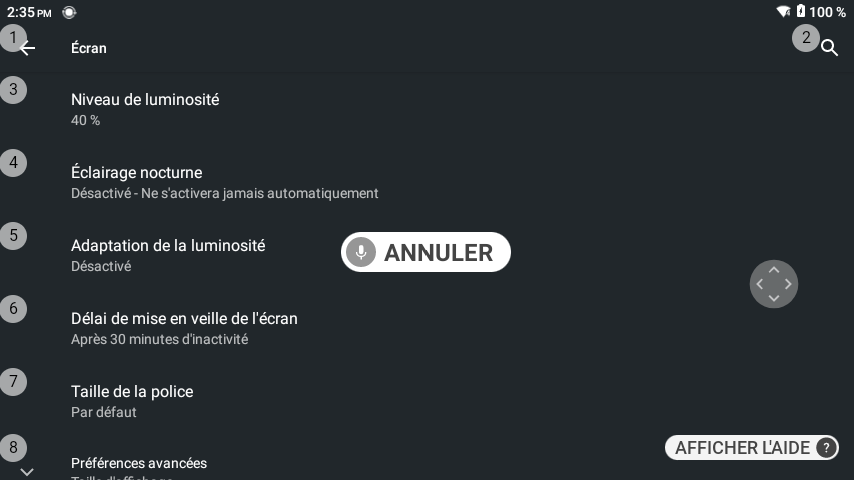 2:35 PM 100 %
1 Écran 2
3 Niveau de luminosité
40 %
4 Éclairage nocturne
Désactivé - Ne s'activera jamais automatiquement
5 Adaptation de la luminosité
Désactivé
ANNULER
6 Délai de mise en veille de l'écran
Après 30 minutes d'inactivité
7 Taille de la police
Par défaut
8 Préférences avancées
AFFICHER L'AIDE ?
Taille d'affichage